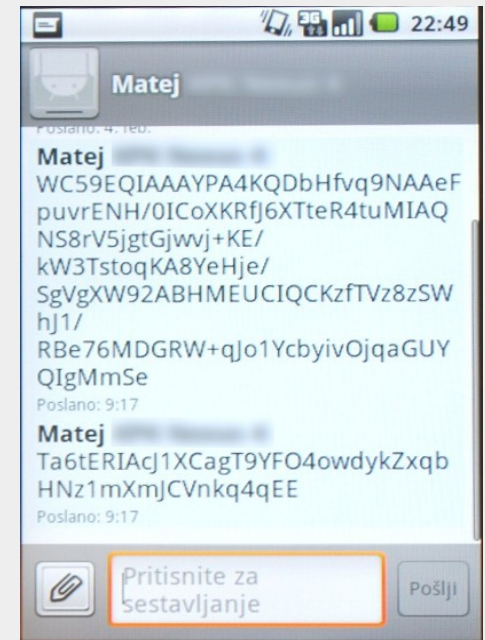 3G
22:49
Matej
Poslano: 4. feb.
Matej
WC59EQIAAAYPA4KQDbHfvq9NAAeF
puvrENH/0ICoXKRfJ6XTteR4tuMIAQ
NS8rV5jgtGjwvj+KE/
kW3TstoqKA8YeHje/
SgVgXW92ABHMEUCIQCKzfTVz8zSW
hJ1/
RBe76MDGRW+qJo1YcbyivOjqaGUY
QIgMmSe
Poslano: 9:17
Matej
Ta6tERIAcJ1XCagT9YFO4owdykZxqb
HNz1mXmJCVnkq4qEE
Poslano: 9:17
Pritisnite za
sestavljanje
Pošlji